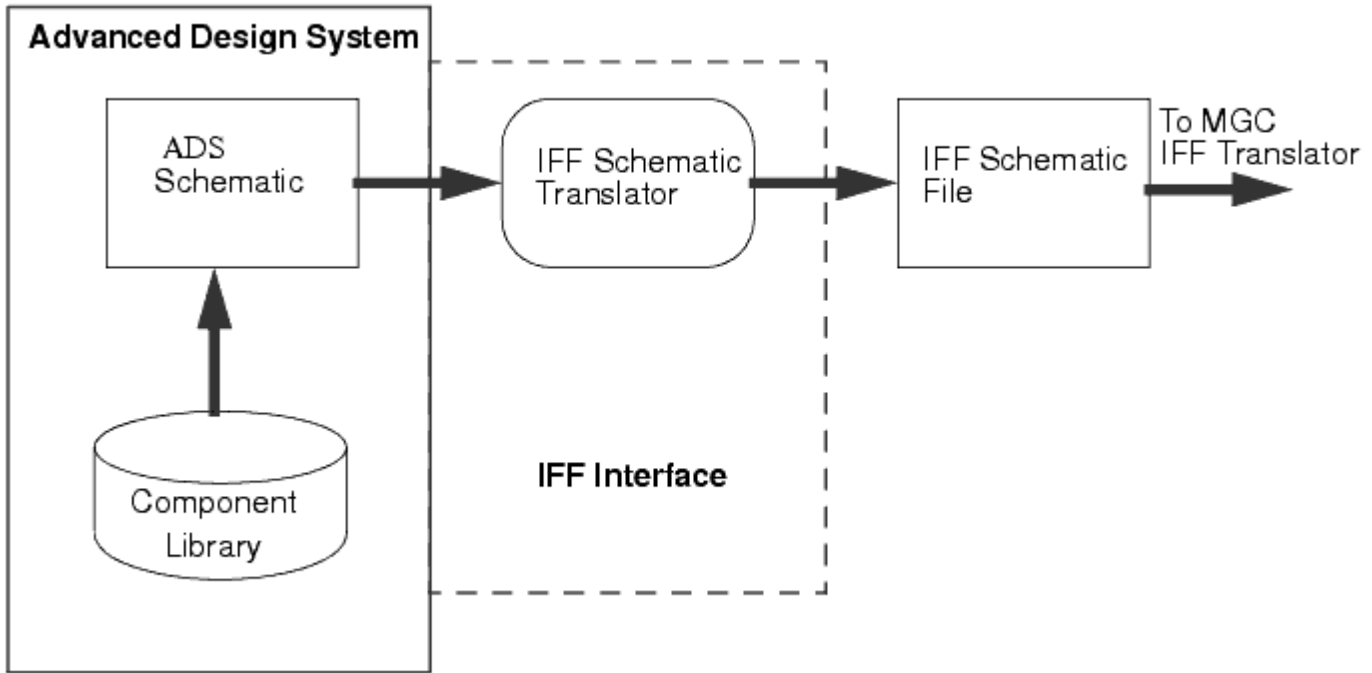 Advanced Design System
ADS
Schematic
IFF Schematic
Translator
IFF Schematic
File
To MGC
IFF Translator
Component
Library
IFF Interface